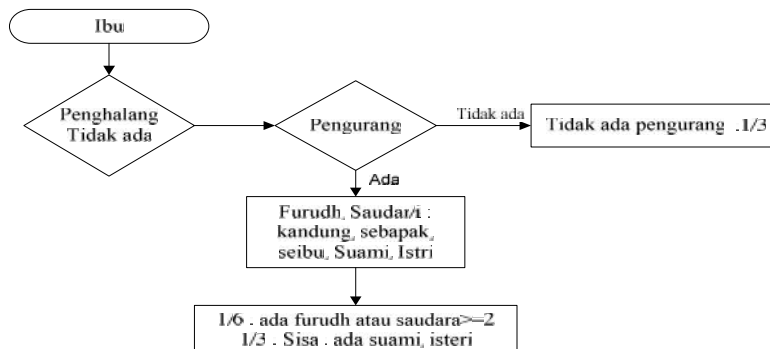 Ibu
Penghalang
Tidak ada
Pengurang
Tidak ada
Tidak ada pengurang .1/3
Ada
Furudh, Saudar/i :
kandung, sebapak,
seibu, Suami, Istri
1/6 . ada furudh atau saudara>=2
1/3 . Sisa . ada suami, isteri